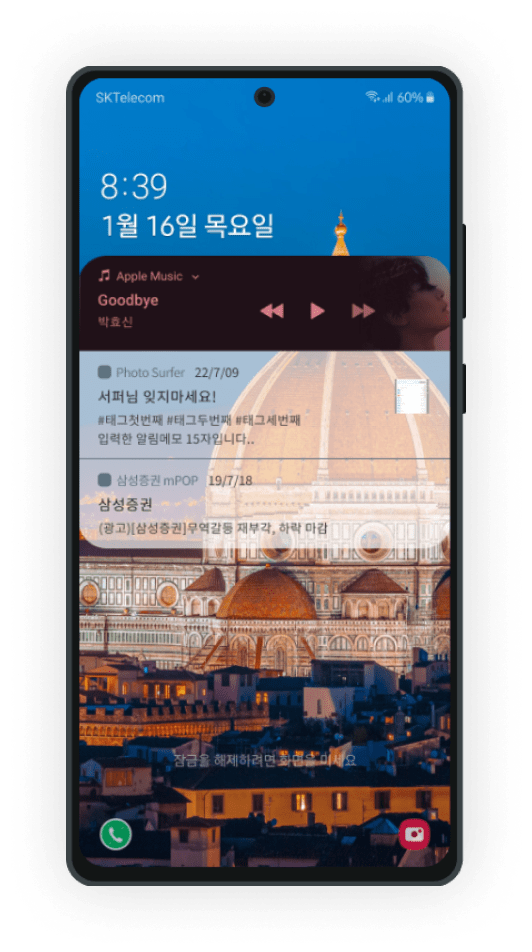 SKTelecom
60%
8:39
1월 16일 목요일
Apple Music
Goodbye
박효신
Photo Surfer 22/7/09
서퍼님 잊지마세요!
#태그첫번째 #태그두번째 #태그세번째
입력한 알림메모 15자입니다..
삼성증권 mPOP 19/7/18
삼성증권
(광고)[삼성증권]무역갈등 재부각, 하락 마감
잠금을 해제하려면 화면을 미세요